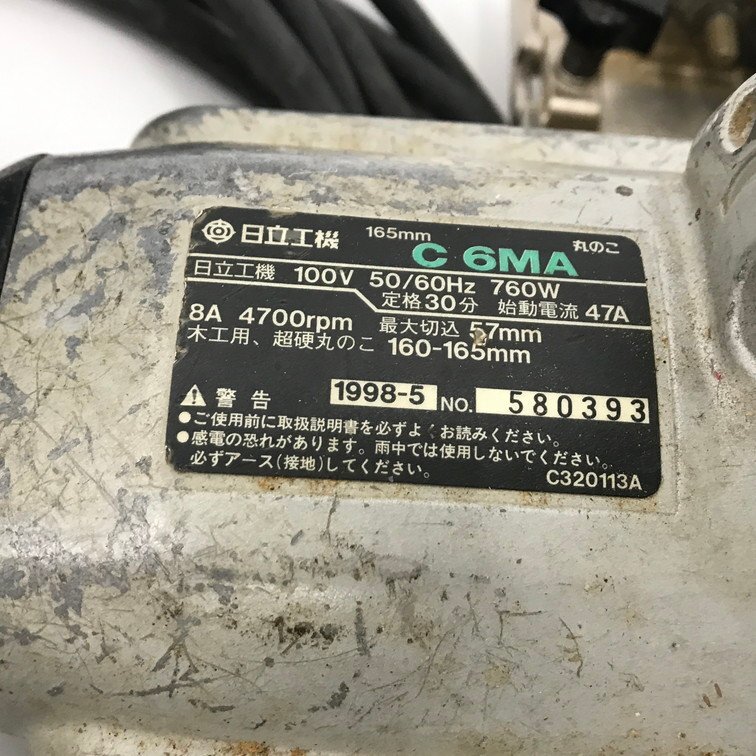 日立工機 165mm C 6MA 丸のこ
日立工機 100V 50/60Hz 760W
定格30分 始動電流 47A
8A 4700rpm 最大切込 57mm
木工用、超硬丸のこ 160-165mm
警告 1998-5 NO. 580393
●ご使用前に取扱説明書を必ずよくお読みください。
●感電の恐れがあります。雨中では使用しないでください。
必ずアース(接地)してください。
C320113A